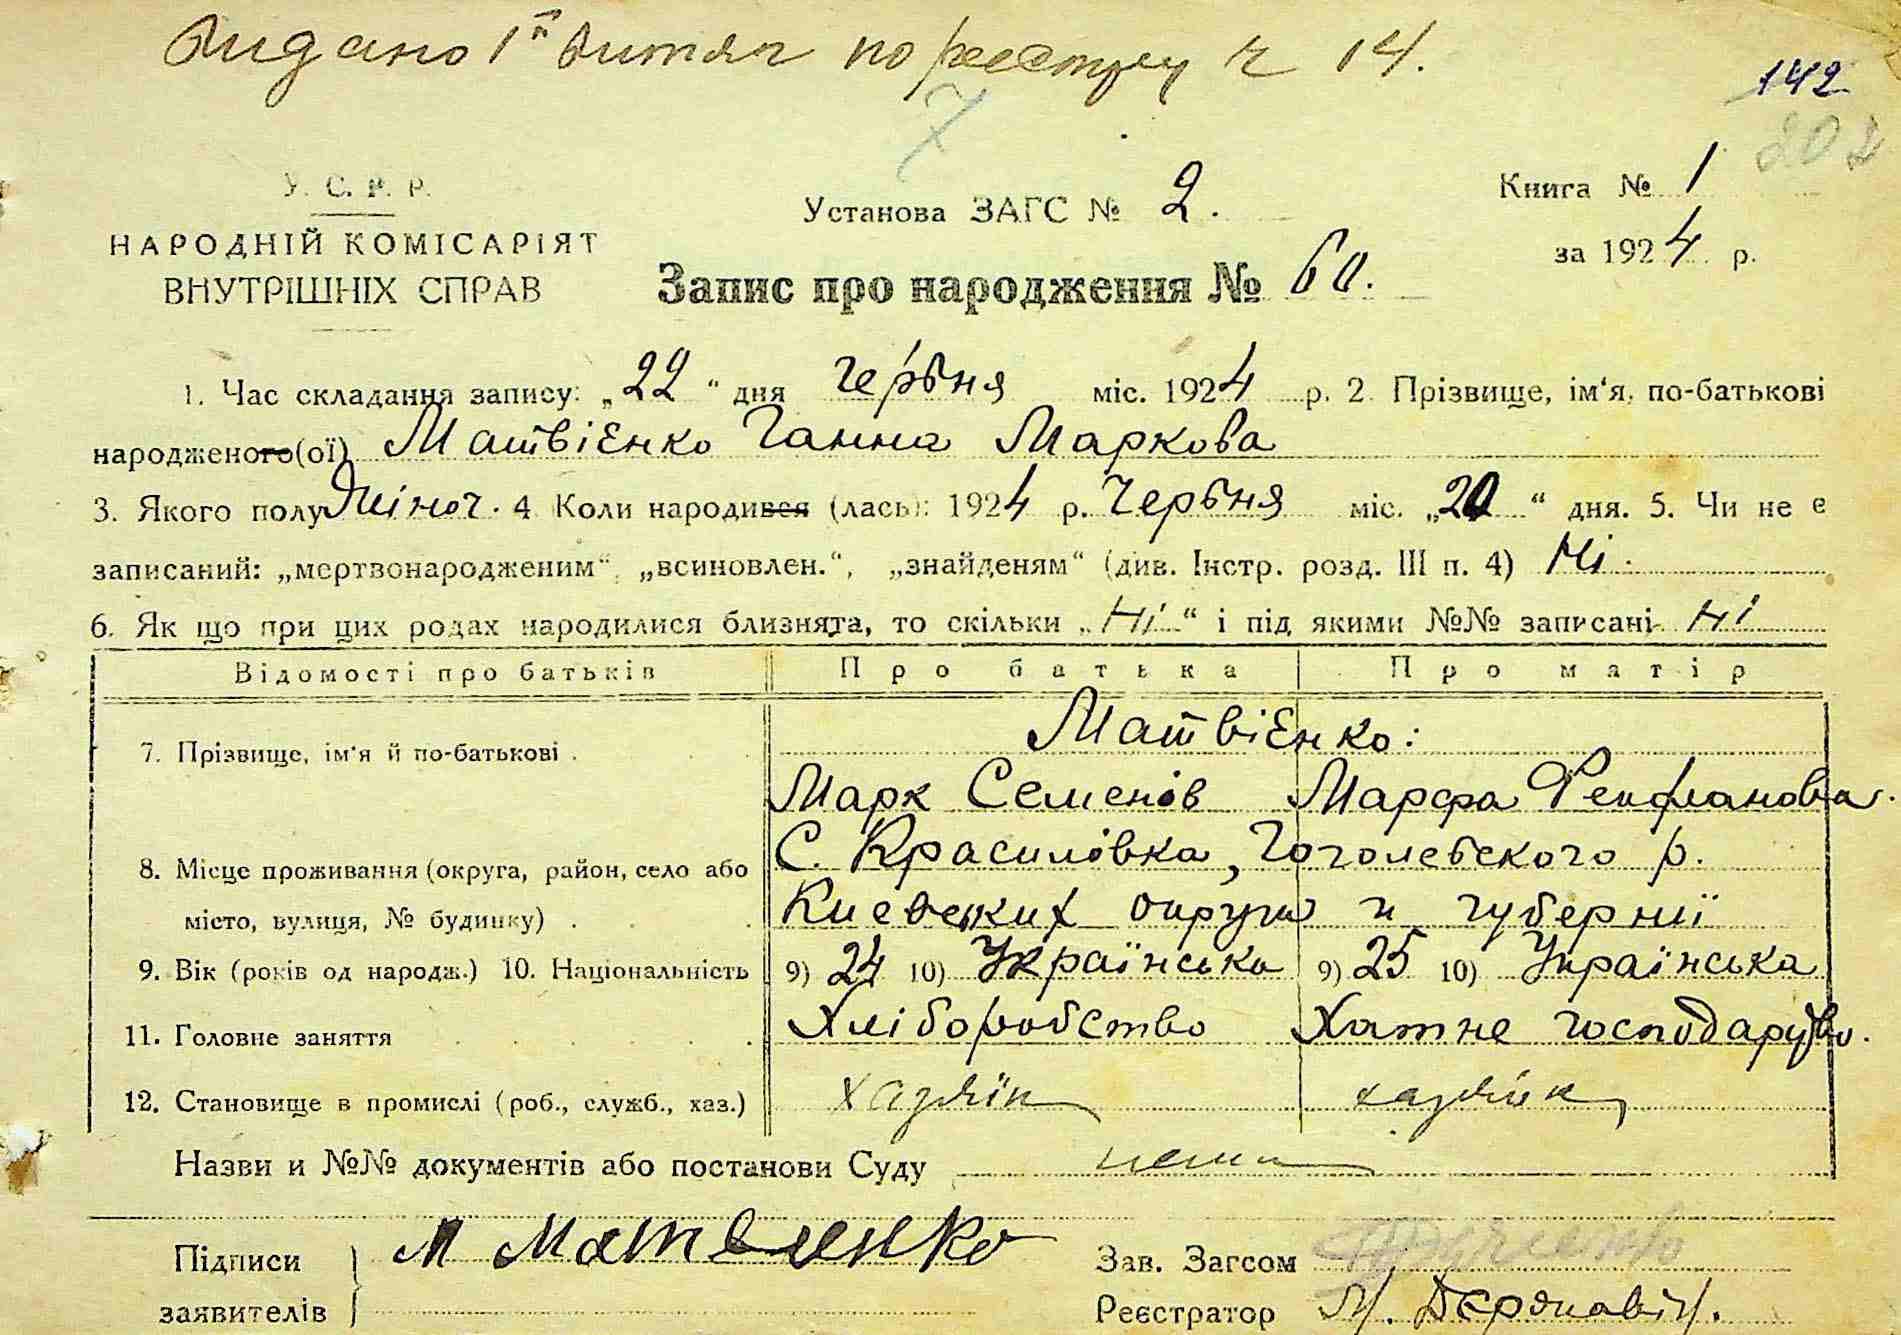 Видано 1й витяг по реєстру ч 14.
7
142
202
У. С. Р. Р.
НАРОДНІЙ КОМІСАРІЯТ
ВНУТРІШНІХ СПРАВ
Установа ЗАГС № 2.
Книга № 1
за 1924 р.
Запис про народження № 60.
1. Час складання запису: „22“ дня Червня міс. 1924 р. 2. Прізвище, ім‘я, по-батькові
народженого(ої) Матвієнко Ганна Маркова
3. Якого полу Жіноч. 4 Коли народився (лась): 1924 р. Червня міс. „20“ дня. 5. Чи не є
записаний: „мертвонародженим“, „всиновлен.“, „знайденям“ (див. Інстр. розд. III п. 4) Ні.
6. Як що при цих родах народилися близнята, то скільки „Ні“ і під якими №№ записані Ні
Відомості про батьків Про батька Про матір
7. Прізвище, ім‘я й по-батькові . Матвієнко:
Марк Семенів Марфа
8. Місце проживання (округа, район, село або С. Красилівка, Гоголевского р.
місто, вулиця, № будинку) . Киевских округи и губернії
9. Вік (років од народж.) 10. Національність 9) 24 10) Українська 9) 25 10) Українська
11. Головне заняття Хліборобство Хатне господарство.
12. Становище в промислі (роб., служб., хаз.) хазяїн хазяйк
Назви и №№ документів або постанови Суду нема
Підписи М Матвиенко Зав. Загсом
заявителів Реєстратор М.